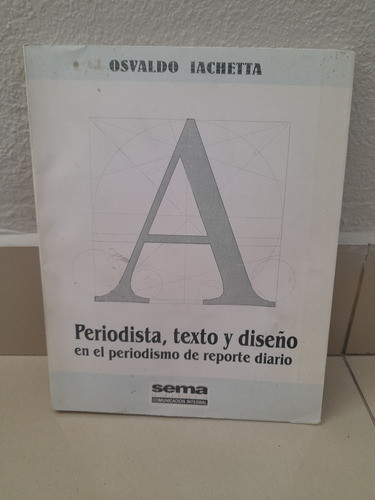 OSVALDO IACHETTA
A
Periodista, texto y diseño
en el periodismo de reporte diario
sema
COMUNICACION INTEGRAL